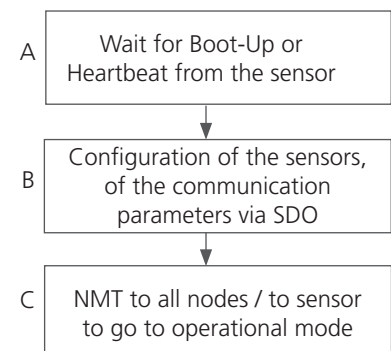 A
Wait for Boot-Up or
Heartbeat from the sensor
B
Configuration of the sensors,
of the communication
parameters via SDO
C
NMT to all nodes / to sensor
to go to operational mode